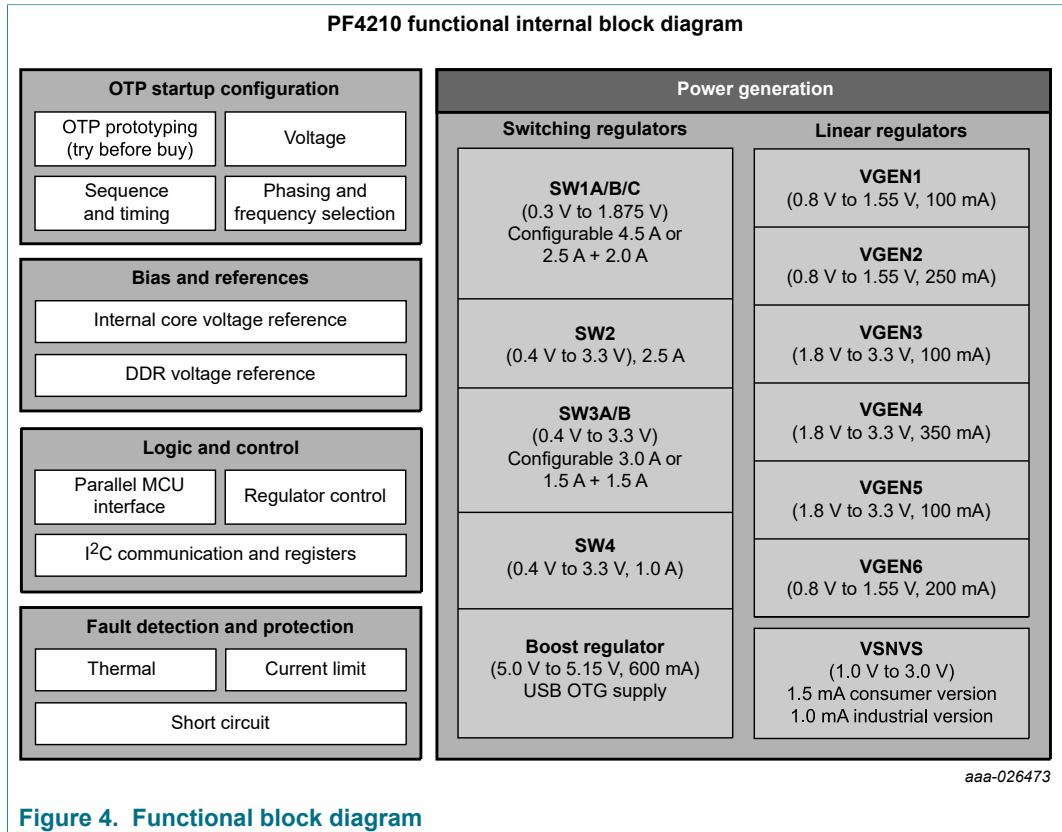 PF4210 functional internal block diagram
OTP startup configuration
OTP prototyping
(try before buy)
Voltage
Sequence
and timing
Phasing and
frequency selection
Bias and references
Internal core voltage reference
DDR voltage reference
Logic and control
Parallel MCU
interface
Regulator control
I2C communication and registers
Fault detection and protection
Thermal
Current limit
Short circuit
Power generation
Switching regulators
SW1A/B/C
(0.3 V to 1.875 V)
Configurable 4.5 A or
2.5 A + 2.0 A
SW2
(0.4 V to 3.3 V), 2.5 A
SW3A/B
(0.4 V to 3.3 V)
Configurable 3.0 A or
1.5 A + 1.5 A
SW4
(0.4 V to 3.3 V, 1.0 A)
Boost regulator
(5.0 V to 5.15 V, 600 mA)
USB OTG supply
Linear regulators
VGEN1
(0.8 V to 1.55 V, 100 mA)
VGEN2
(0.8 V to 1.55 V, 250 mA)
VGEN3
(1.8 V to 3.3 V, 100 mA)
VGEN4
(1.8 V to 3.3 V, 350 mA)
VGEN5
(1.8 V to 3.3 V, 100 mA)
VGEN6
(0.8 V to 1.55 V, 200 mA)
VSNVS
(1.0 V to 3.0 V)
1.5 mA consumer version
1.0 mA industrial version
aaa-026473
Figure 4. Functional block diagram